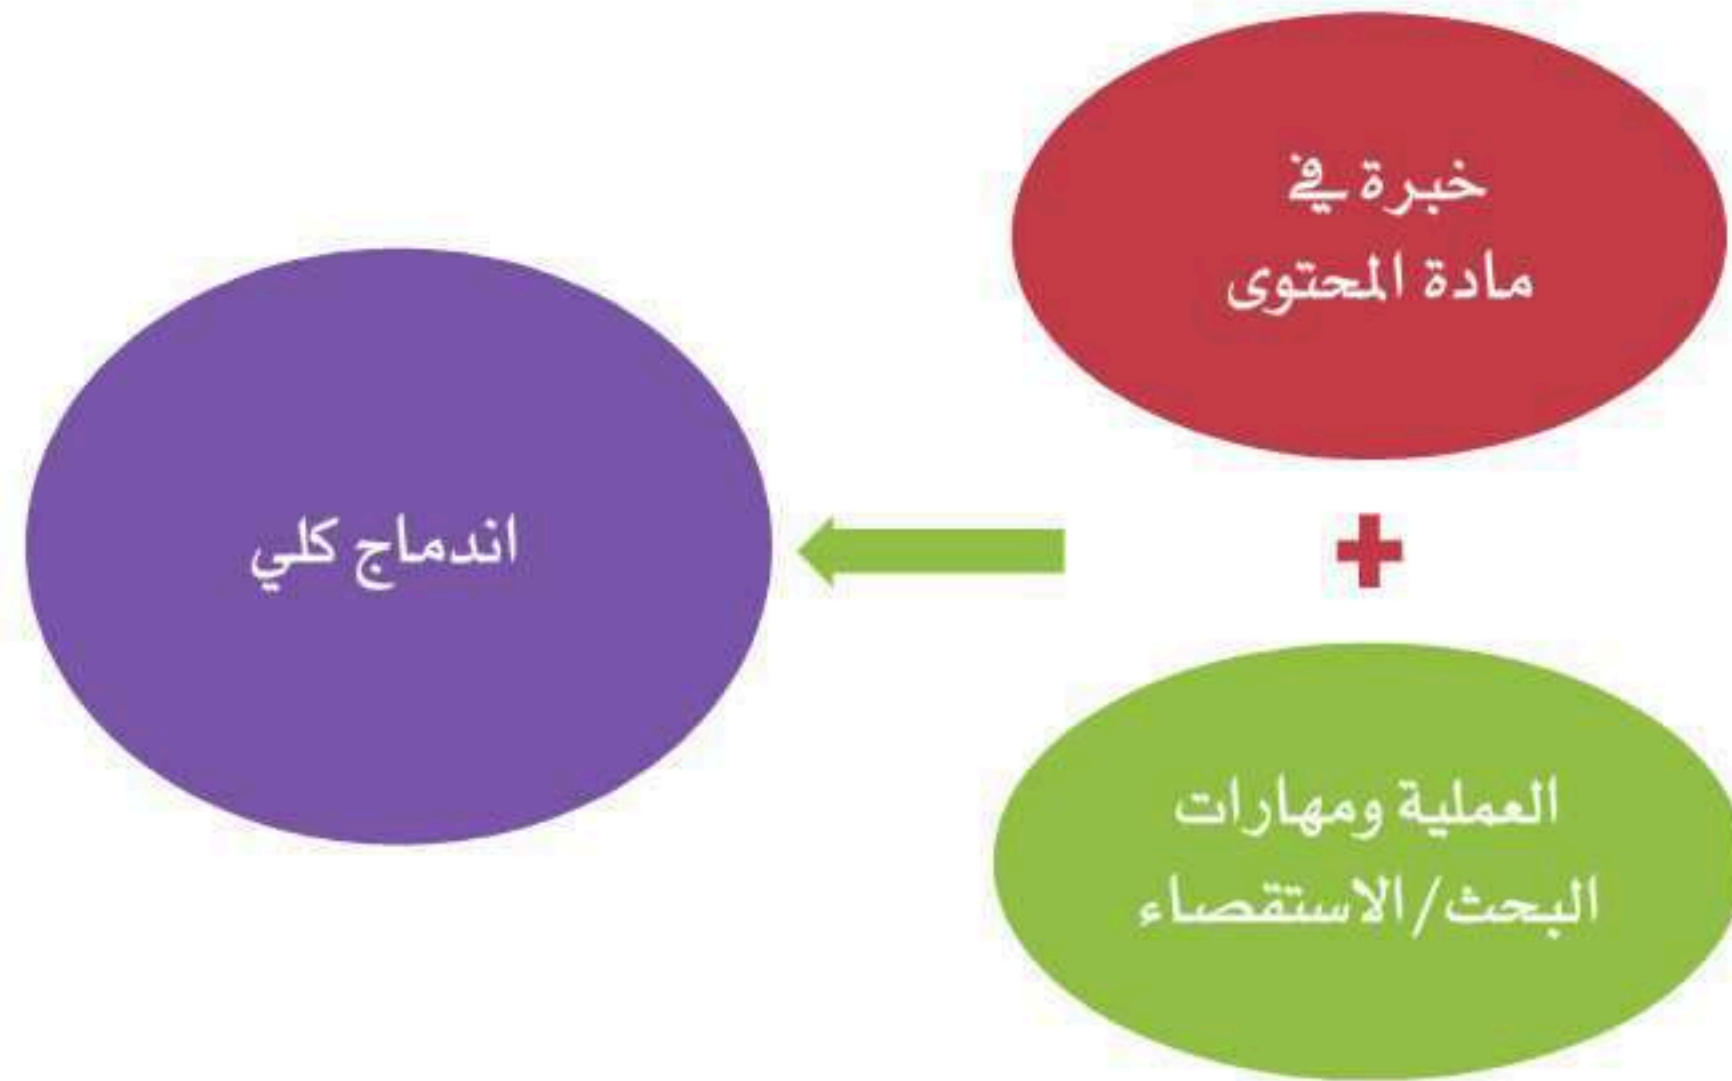 خبرة في
مادة المحتوى
+
العملية ومهارات
البحث/الاستقصاء
اندماج كلي